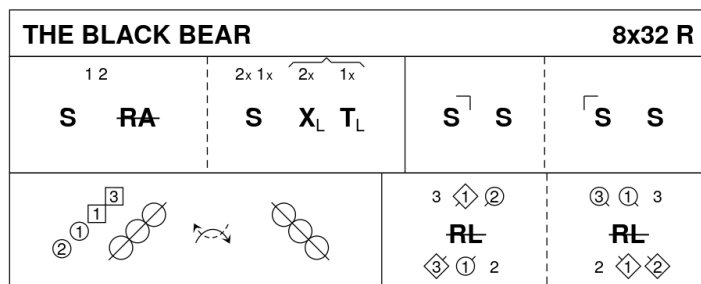 THE BLACK BEAR 8x32 R
1 2 2x 1x 2x 1x
S RA S XL TL S S S S
3 3 1 2 3 1 3
1
1 RL RL
2 3 1 2 2 1 2